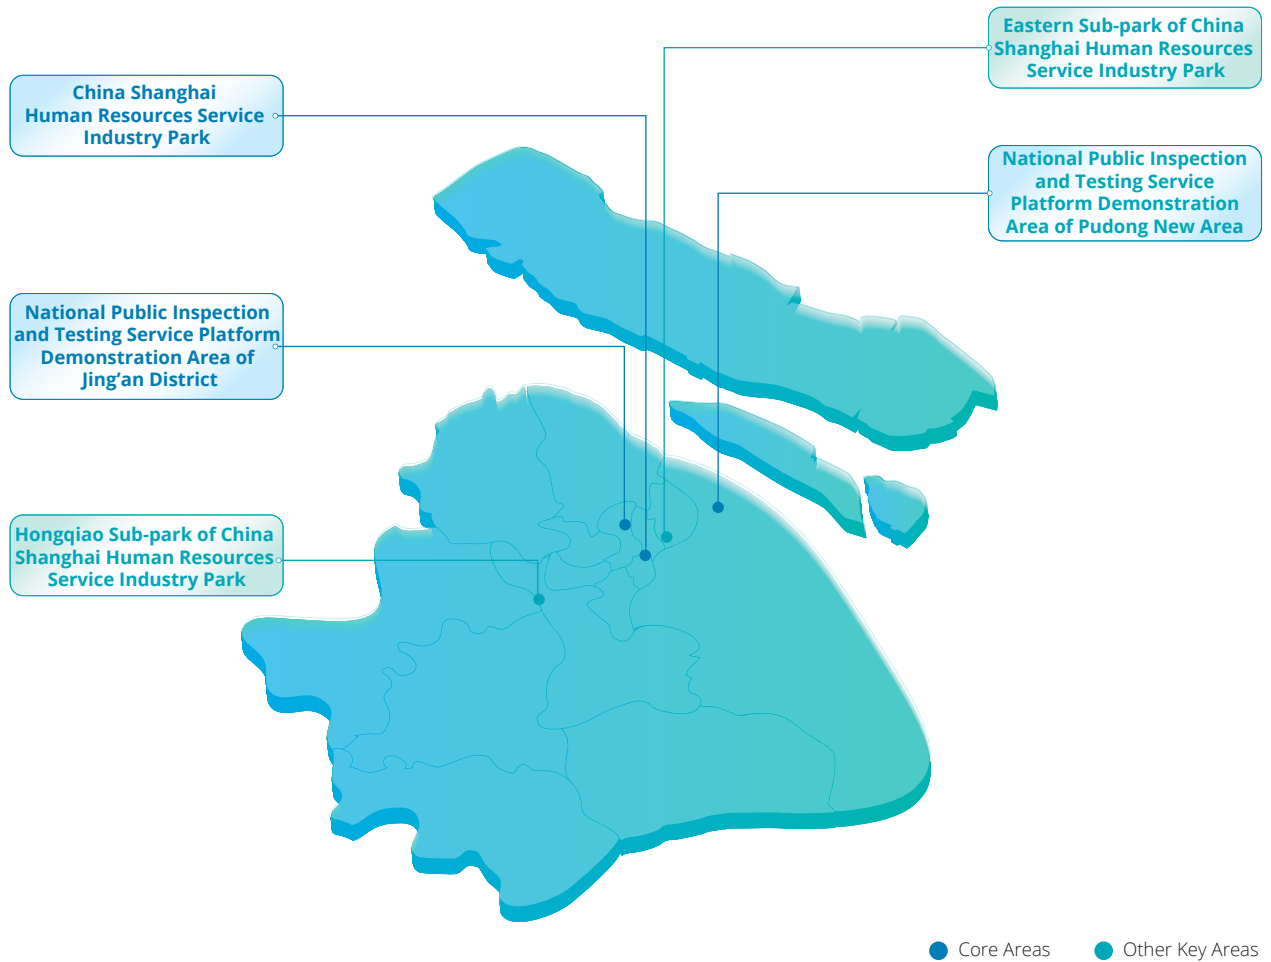 Eastern Sub-park of China
Shanghai Human Resources
Service Industry Park
China Shanghai
Human Resources Service
Industry Park
National Public Inspection
and Testing Service
Platform Demonstration
Area of Pudong New Area
National Public Inspection
and Testing Service Platform
Demonstration Area of
Jing’an District
Hongqiao Sub-park of China
Shanghai Human Resources
Service Industry Park
Core Areas
Other Key Areas